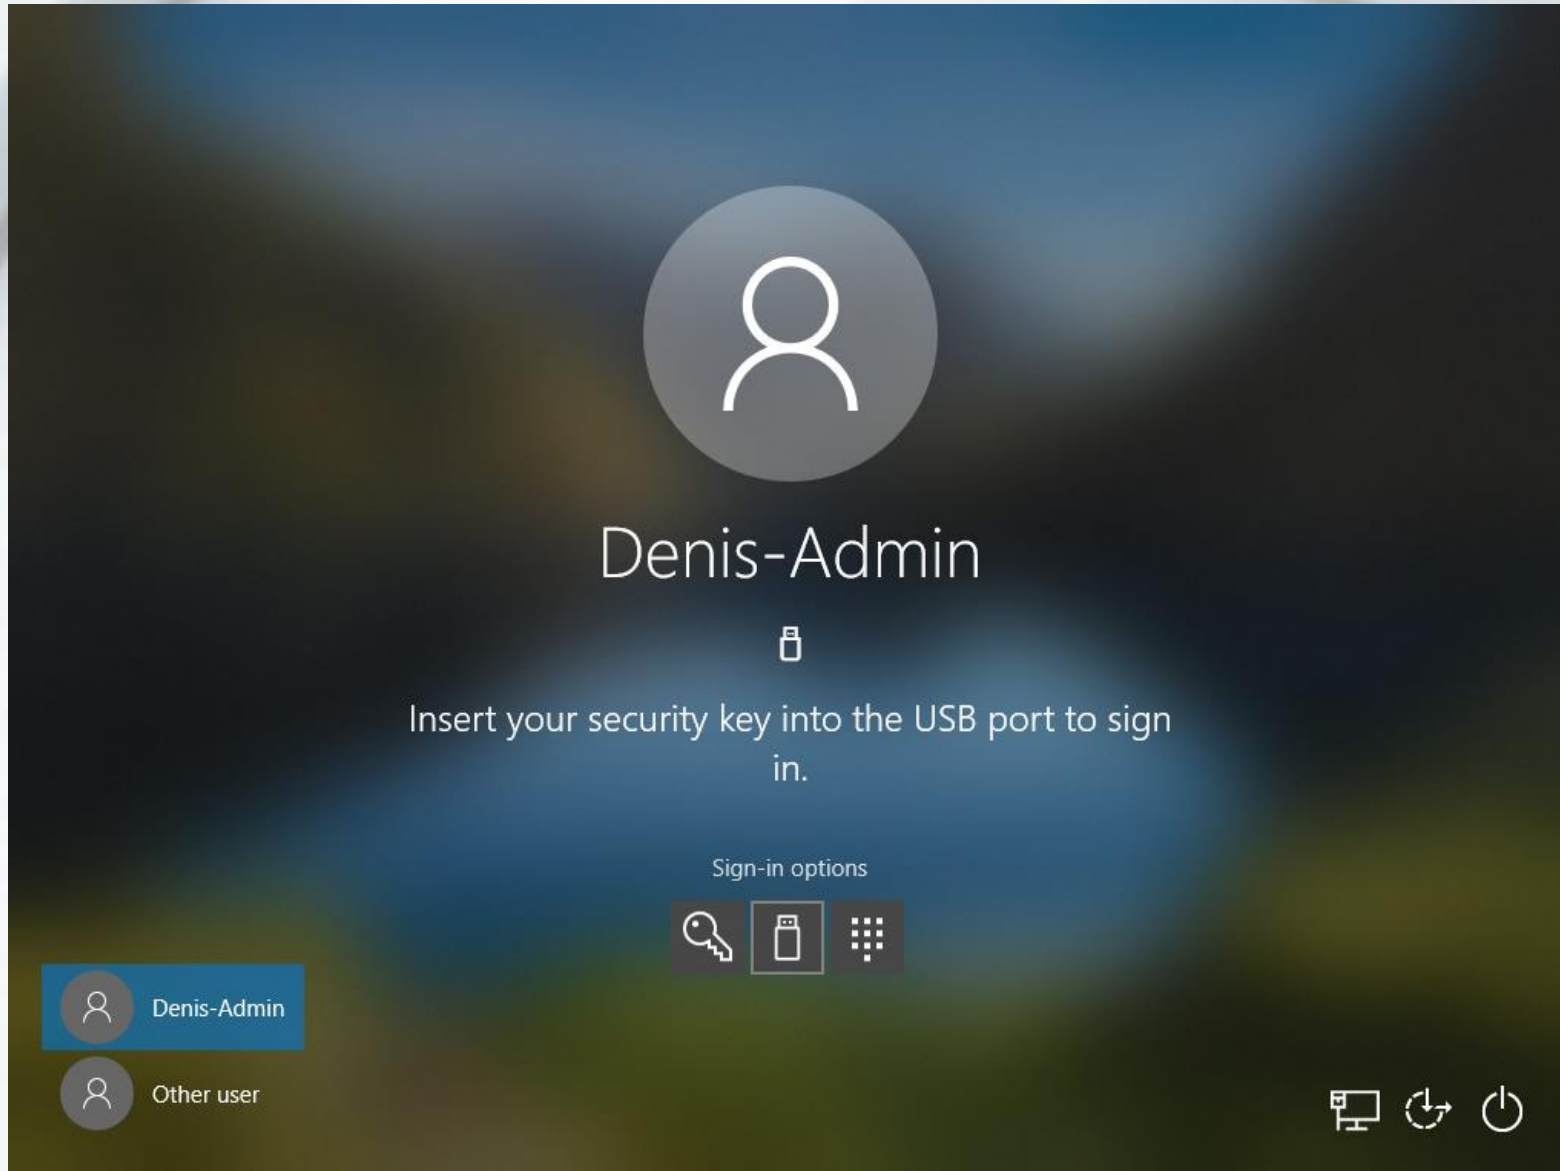 Denis-Admin
Insert your security key into the USB port to sign
in.
Sign-in options
Denis-Admin
Other user